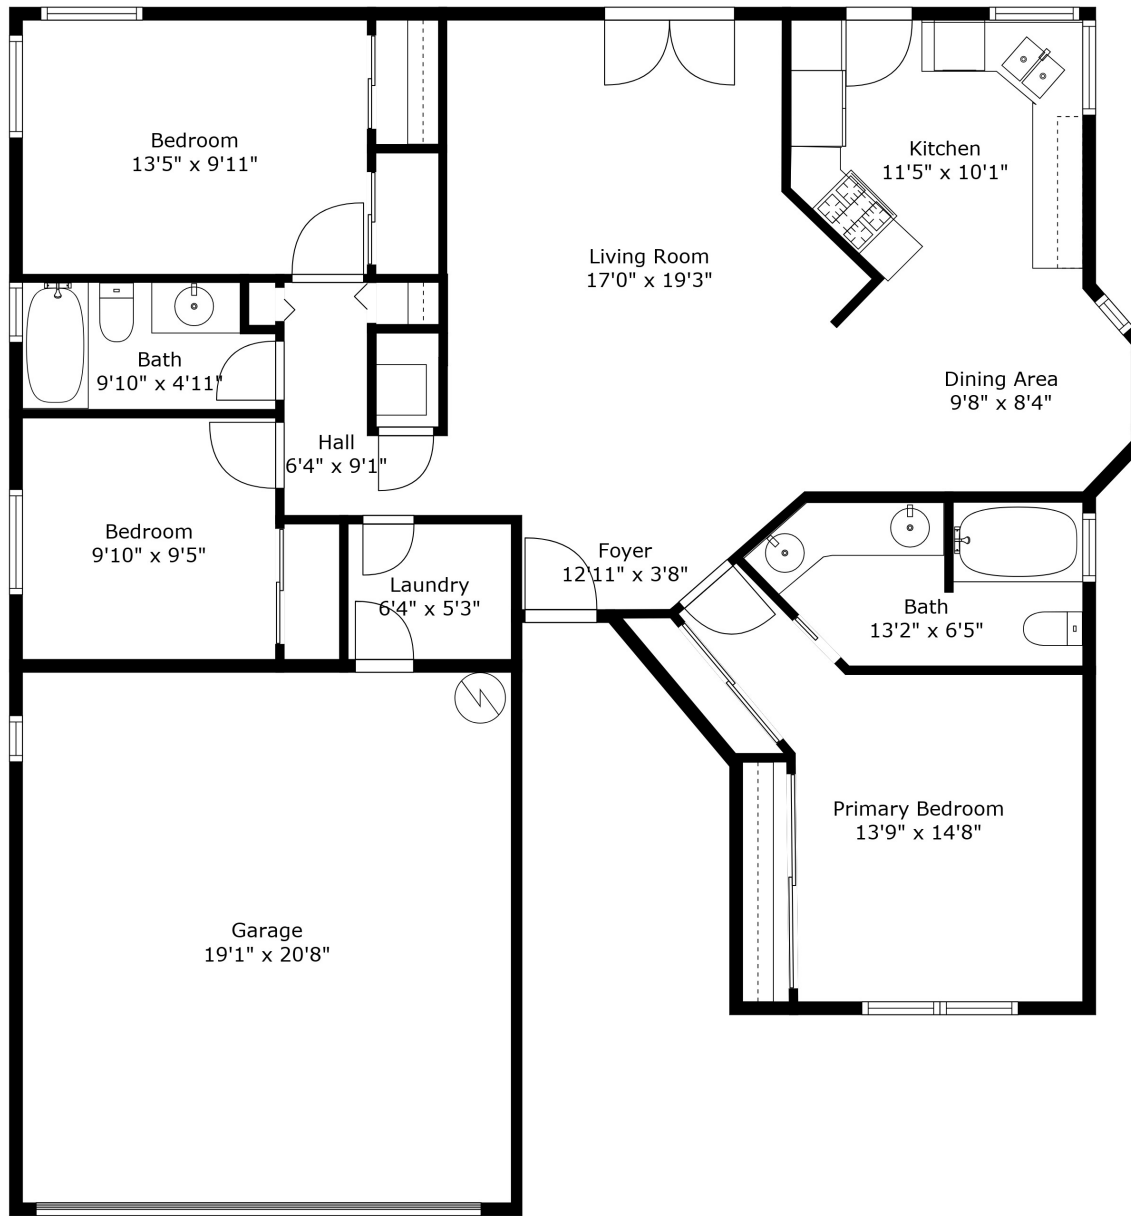 Bedroom
13'5" x 9'11"
Kitchen
11'5" x 10'1"
Living Room
17'0" x 19'3"
Bath
9'10" x 4'11"
Dining Area
9'8" x 8'4"
Hall
6'4" x 9'1"
Bedroom
9'10" x 9'5"
Laundry
6'4" x 5'3"
Foyer
12'11" x 3'8"
Bath
13'2" x 6'5"
Primary Bedroom
13'9" x 14'8"
Garage
19'1" x 20'8"